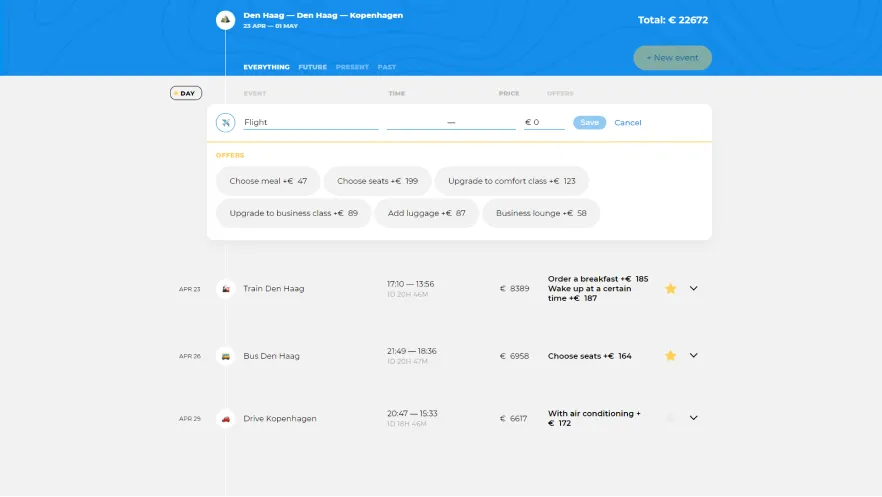 Den Haag — Den Haag — Kopenhagen
23 APR — 01 MAY
Total: € 22672
EVERYTHING FUTURE PRESENT PAST
+ New event
DAY EVENT TIME PRICE OFFERS
Flight — € 0 Save Cancel
OFFERS
Choose meal +€ 47 Choose seats +€ 199 Upgrade to comfort class +€ 123
Upgrade to business class +€ 89 Add luggage +€ 87 Business lounge +€ 58
APR 23 Train Den Haag 17:10 — 13:56 € 8389 Order a breakfast +€ 185
1D 20H 46M Wake up at a certain
time +€ 187
APR 26 Bus Den Haag 21:49 — 18:36 € 6958 Choose seats +€ 164
1D 20H 47M
APR 29 Drive Kopenhagen 20:47 — 15:33 € 6617 With air conditioning +
1D 18H 46M € 172